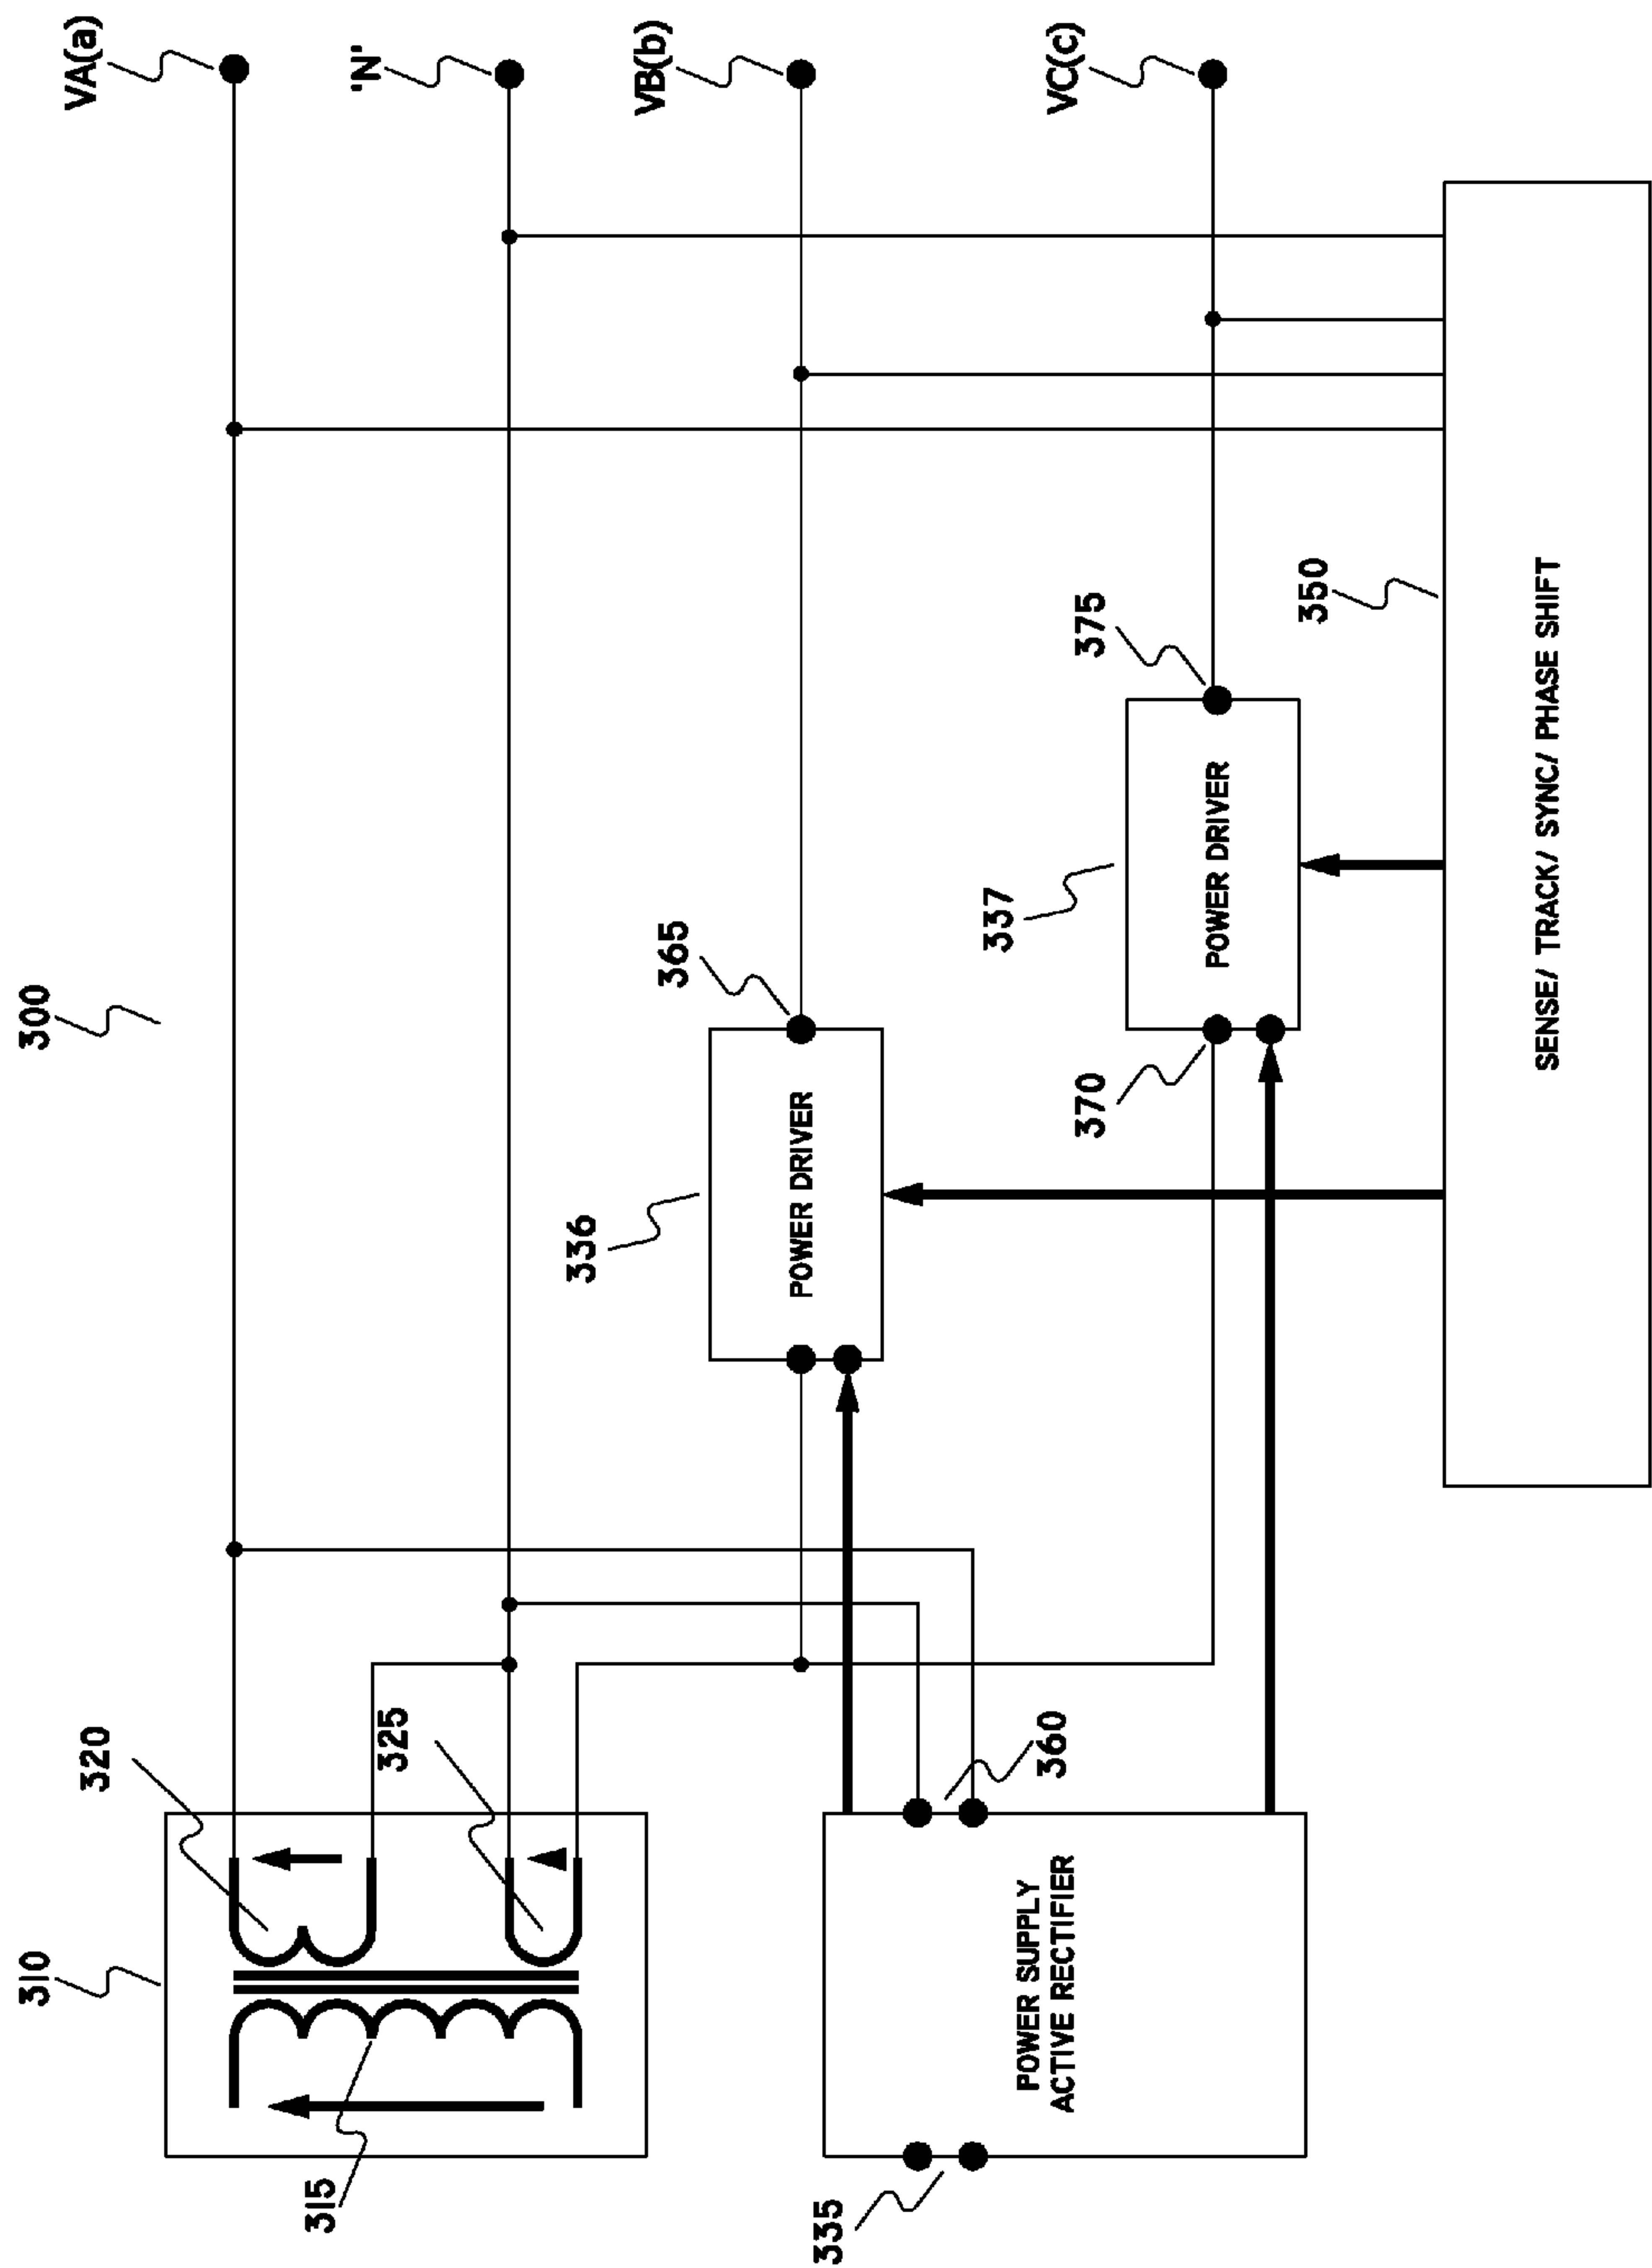 300
310
315
320
325
VA(a)
'N'
VB(b)
VC(c)
336
POWER DRIVER
365
337
POWER DRIVER
370
375
335
POWER SUPPLY
ACTIVE RECTIFIER
360
350
SENSE/ TRACK/ SYNC/ PHASE SHIFT